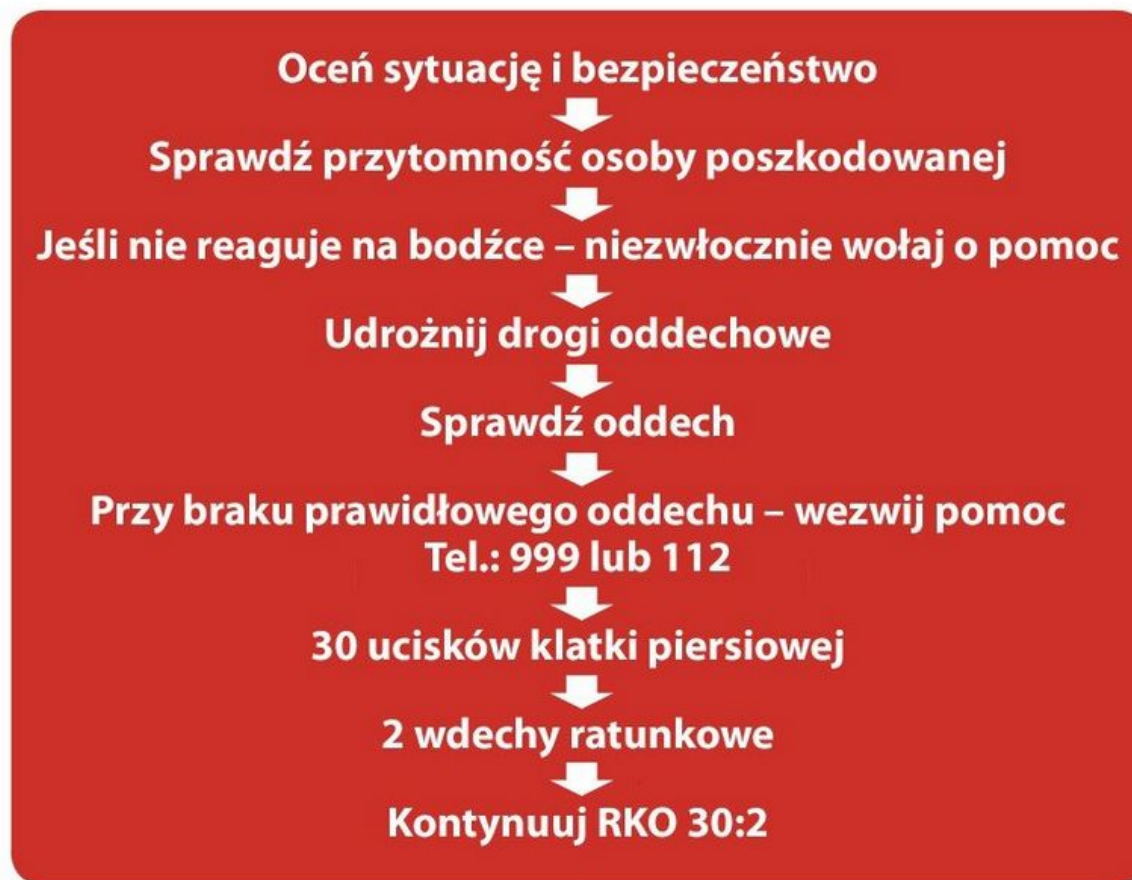 Oceń sytuację i bezpieczeństwo
Sprawdź przytomność osoby poszkodowanej
Jeśli nie reaguje na bodźce – niezwłocznie wołaj o pomoc
Udrożnij drogi oddechowe
Sprawdź oddech
Przy braku prawidłowego oddechu – wezwij pomoc
Tel.: 999 lub 112
30 ucisków klatki piersiowej
2 wdechy ratunkowe
Kontynuuj RKO 30:2